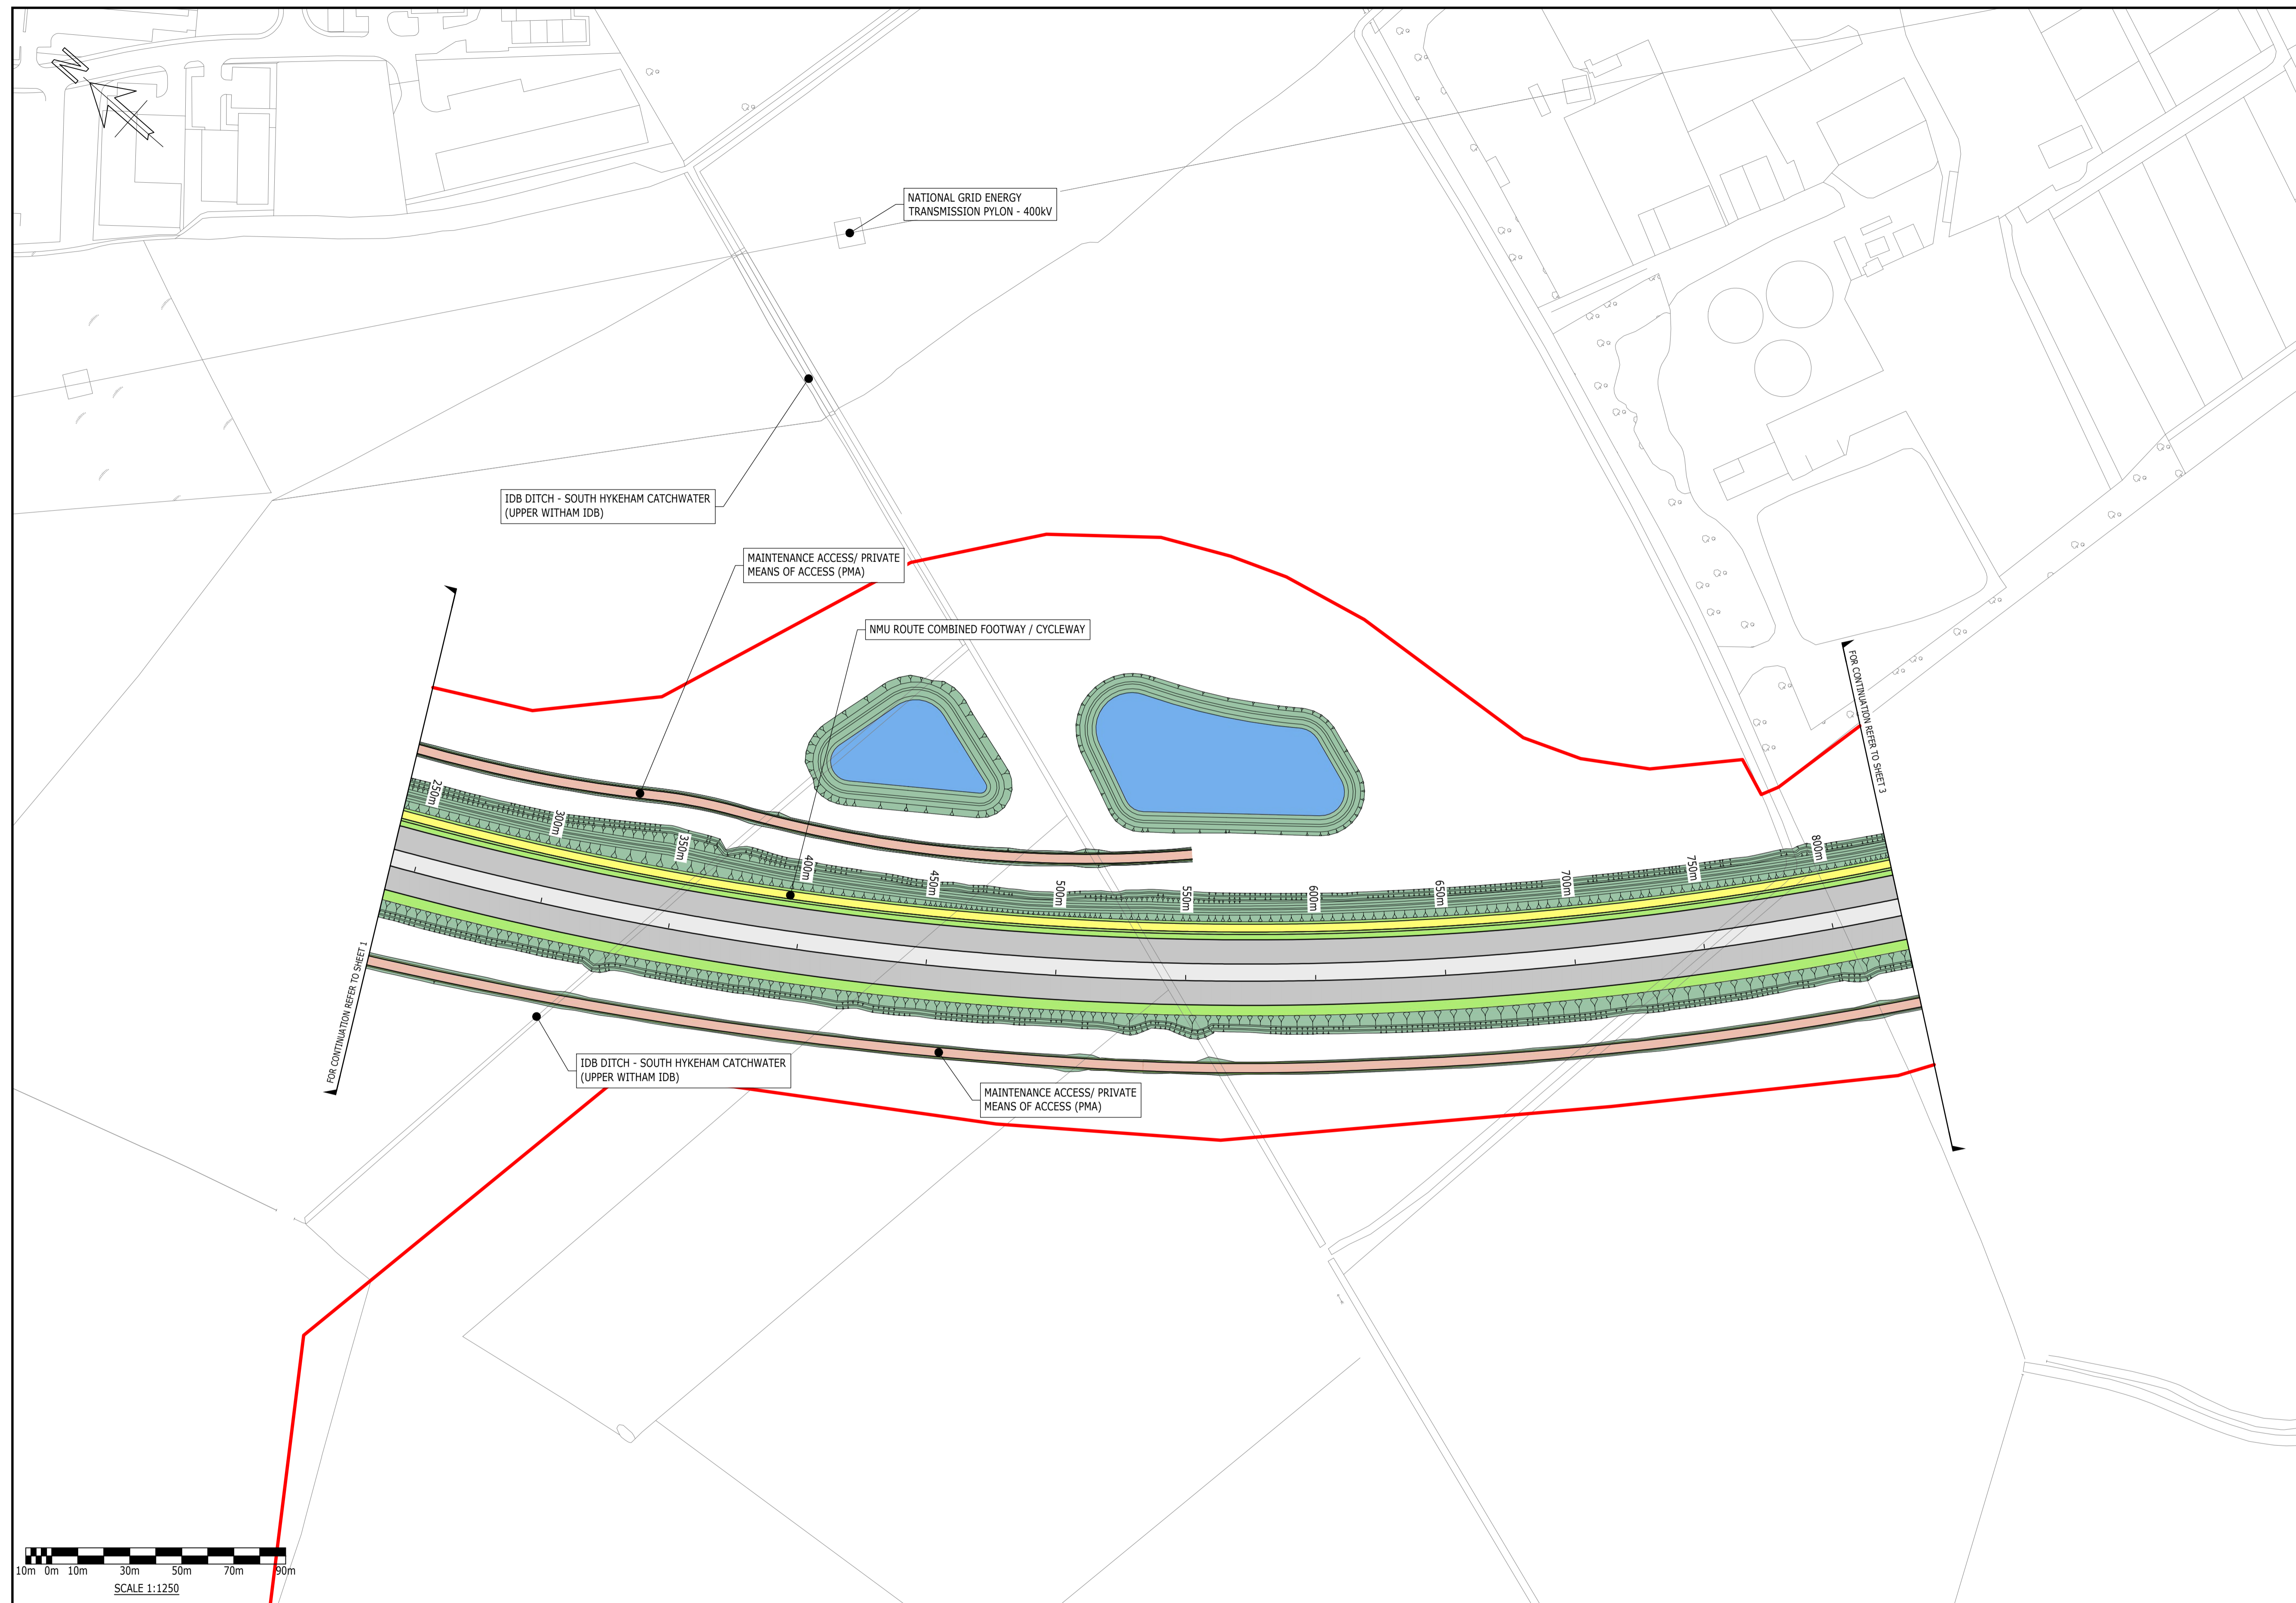 N
NATIONAL GRID ENERGY
TRANSMISSION PYLON - 400kV
IDB DITCH - SOUTH HYKEHAM CATCHWATER
(UPPER WITHAM IDB)
MAINTENANCE ACCESS/ PRIVATE
MEANS OF ACCESS (PMA)
NMU ROUTE COMBINED FOOTWAY / CYCLEWAY
FOR CONTINUATION REFER TO SHEET 3
250m
300m
350m
400m
450m
500m
550m
600m
650m
700m
750m
800m
FOR CONTINUATION REFER TO SHEET 1
IDB DITCH - SOUTH HYKEHAM CATCHWATER
(UPPER WITHAM IDB)
MAINTENANCE ACCESS/ PRIVATE
MEANS OF ACCESS (PMA)
10m 0m 10m 30m 50m 70m 90m
SCALE 1:1250